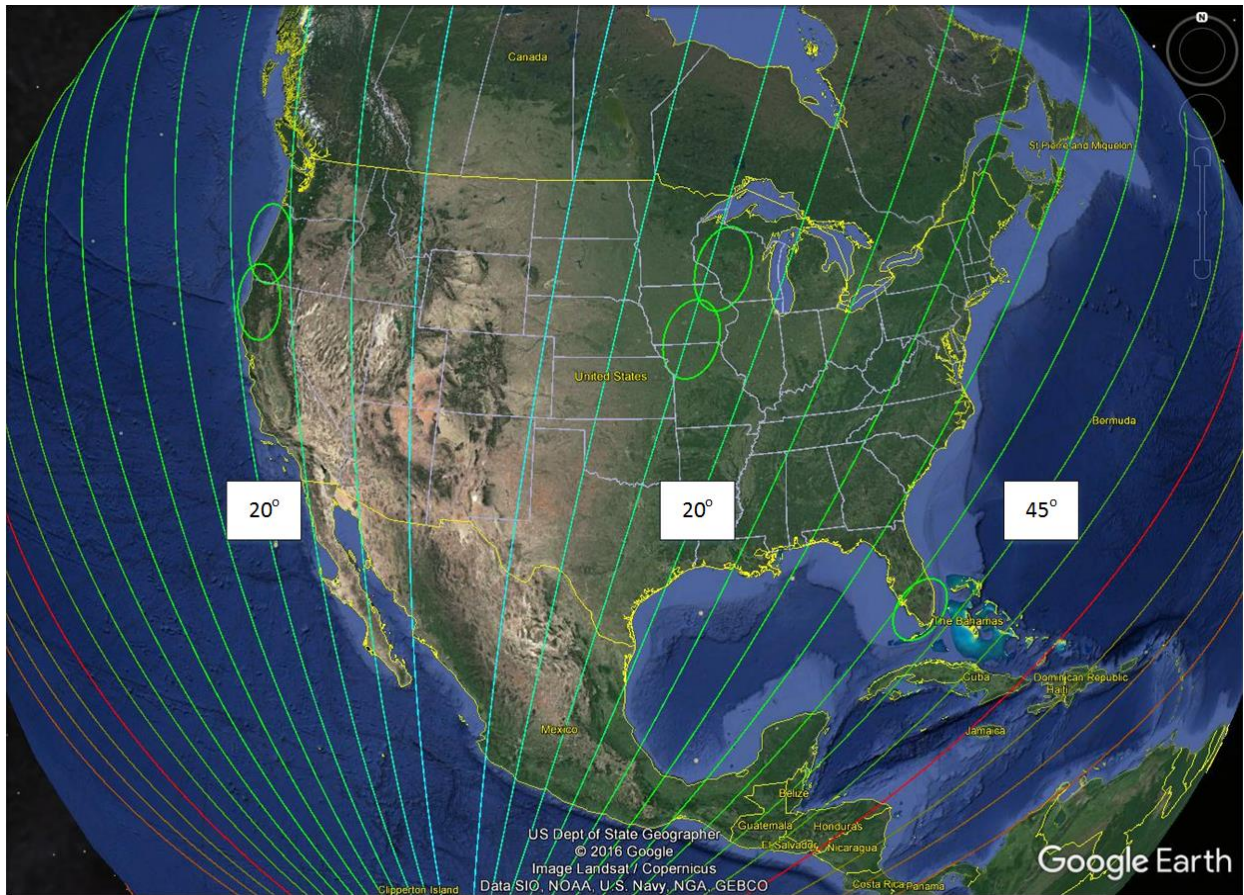 N
Canada
St Pierre and Miquelon
United States
Bermuda
20°
20°
45°
The Bahamas
Cuba
Dominican Republic
Haiti
Mexico
Jamaica
Belize
Guatemala
Honduras
El Salvador
Nicaragua
US Dept of State Geographer
© 2016 Google
Image Landsat / Copernicus
Data SIO, NOAA, U.S. Navy, NGA, GEBCO
Clipperton Island
Costa Rica
Panama
Google Earth